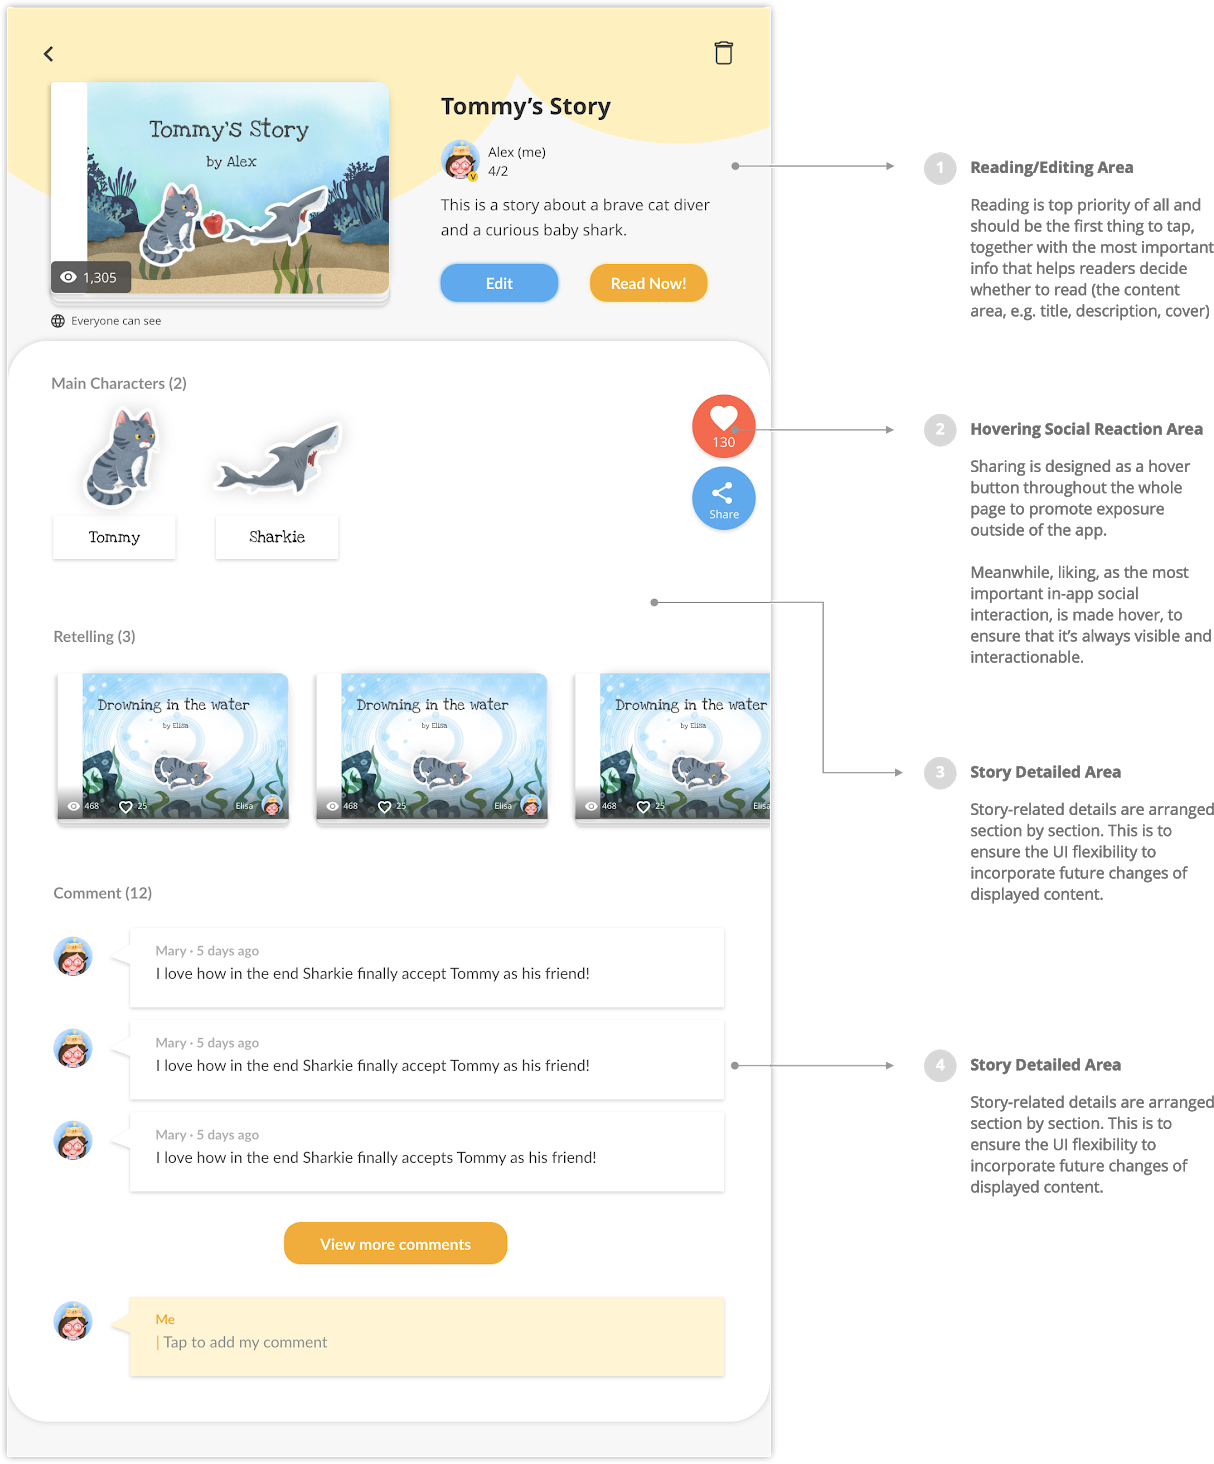 Tommy's Story
by Alex
1,305
Everyone can see
Tommy's Story
Alex (me)
4/2
This is a story about a brave cat diver
and a curious baby shark.
Edit
Read Now!
Main Characters (2)
Tommy
Sharkie
130
Share
Retelling (3)
Drowning in the water
by Elisa
468
25
Elisa
Drowning in the water
by Elisa
468
25
Elisa
Drowning in the water
by Elisa
468
25
Elisa
Comment (12)
Mary · 5 days ago
I love how in the end Sharkie finally accept Tommy as his friend!
Mary · 5 days ago
I love how in the end Sharkie finally accept Tommy as his friend!
Mary · 5 days ago
I love how in the end Sharkie finally accepts Tommy as his friend!
View more comments
Me
Tap to add my comment
1
Reading/Editing Area
Reading is top priority of all and
should be the first thing to tap,
together with the most important
info that helps readers decide
whether to read (the content
area, e.g. title, description, cover)
2
Hovering Social Reaction Area
Sharing is designed as a hover
button throughout the whole
page to promote exposure
outside of the app.
Meanwhile, liking, as the most
important in-app social
interaction, is made hover, to
ensure that it's always visible and
interactionable.
3
Story Detailed Area
Story-related details are arranged
section by section. This is to
ensure the UI flexibility to
incorporate future changes of
displayed content.
4
Story Detailed Area
Story-related details are arranged
section by section. This is to
ensure the UI flexibility to
incorporate future changes of
displayed content.